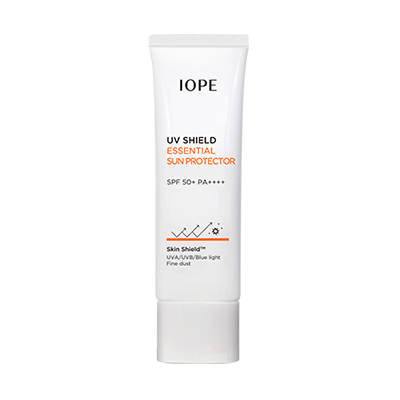 IOPE
UV SHIELD
ESSENTIAL
SUN PROTECTOR
SPF 50+ PA++++
Skin Shield™
UVA/UVB/Blue light
Fine dust